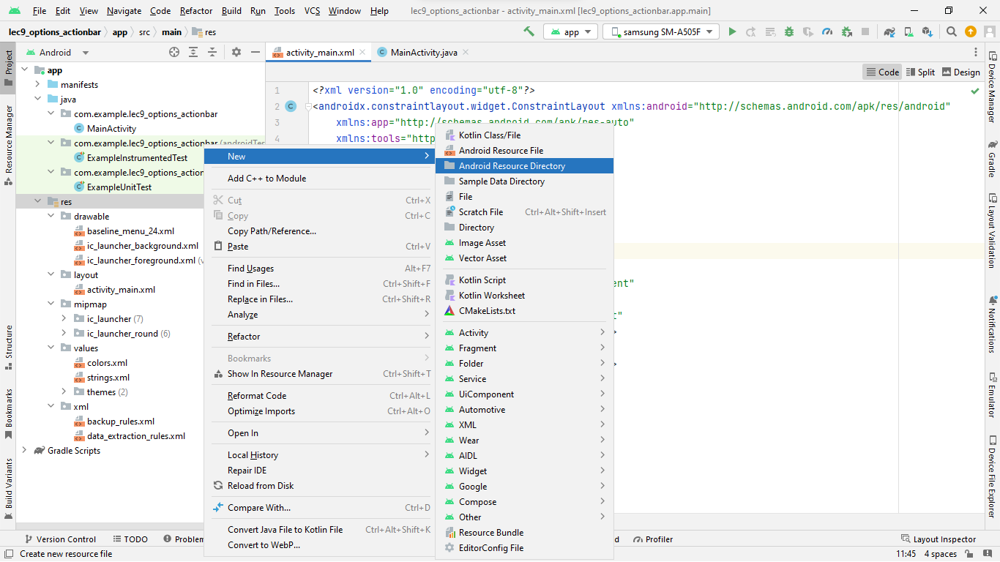 File Edit View Navigate Code Refactor Build Run Tools VCS Window Help lec9_options_actionbar - activity_main.xml [lec9_options_actionbar.app.main]
lec9_options_actionbar app src main res app samsung SM-A505F
Project
Resource Manager
Structure
Bookmarks
Build Variants
Android
app
manifests
java
com.example.lec9_options_actionbar
MainActivity
com.example.lec9_options_actionbar (androidTest
ExampleInstrumentedTest
com.example.lec9_options_action
ExampleUnitTest
res
drawable
baseline_menu_24.xml
ic_launcher_background.xml
ic_launcher_foreground.xml (v
layout
activity_main.xml
mipmap
ic_launcher (7)
ic_launcher_round (6)
values
colors.xml
strings.xml
themes (2)
xml
backup_rules.xml
data_extraction_rules.xml
Gradle Scripts
activity_main.xml MainActivity.java
Code Split Design
1 <?xml version="1.0" encoding="utf-8"?>
2 <androidx.constraintlayout.widget.ConstraintLayout xmlns:android="http://schemas.android.com/apk/res/android"
3 xmlns:app="http://schemas.android.com/apk/res-auto"
4 xmlns:tools="http
ent"
t"
>
>
New
Add C++ to Module
Cut Ctrl+X
Copy Ctrl+C
Copy Path/Reference...
Paste Ctrl+V
Find Usages Alt+F7
Find in Files... Ctrl+Shift+F
Replace in Files... Ctrl+Shift+R
Analyze
Refactor
Bookmarks
Show In Resource Manager Ctrl+Shift+T
Reformat Code Ctrl+Alt+L
Optimize Imports Ctrl+Alt+O
Open In
Local History
Repair IDE
Reload from Disk
Compare With... Ctrl+D
Convert Java File to Kotlin File Ctrl+Alt+Shift+K
Convert to WebP...
Kotlin Class/File
Android Resource File
Android Resource Directory
Sample Data Directory
File
Scratch File Ctrl+Alt+Shift+Insert
Directory
Image Asset
Vector Asset
Kotlin Script
Kotlin Worksheet
CMakeLists.txt
Activity
Fragment
Folder
Service
UiComponent
Automotive
XML
Wear
AIDL
Widget
Google
Compose
Other
Resource Bundle
EditorConfig File
Device Manager
Gradle
Layout Validation
Notifications
Emulator
Device File Explorer
Version Control TODO Problem d Profiler Layout Inspector
Create new resource file 11:45 4 spaces